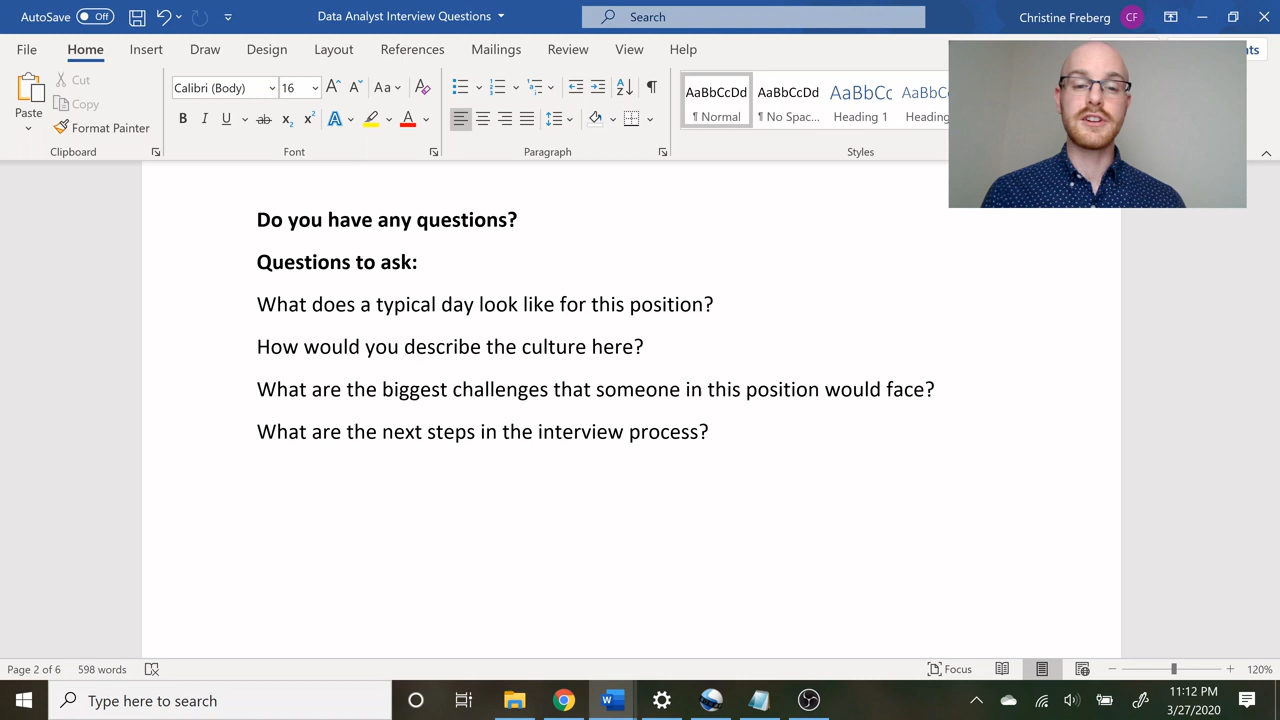 AutoSave Off
Data Analyst Interview Questions
Search
Christine Freberg CF
File Home Insert Draw Design Layout References Mailings Review View Help
Paste
Cut
Copy
Format Painter
Clipboard
Calibri (Body) 16
Font
Paragraph
AaBbCcDd AaBbCcDd AaBbCc AaBbCc
¶ Normal ¶ No Spac... Heading 1 Heading
Styles
Do you have any questions?
Questions to ask:
What does a typical day look like for this position?
How would you describe the culture here?
What are the biggest challenges that someone in this position would face?
What are the next steps in the interview process?
Page 2 of 6 598 words
Focus
120%
Type here to search
11:12 PM
3/27/2020